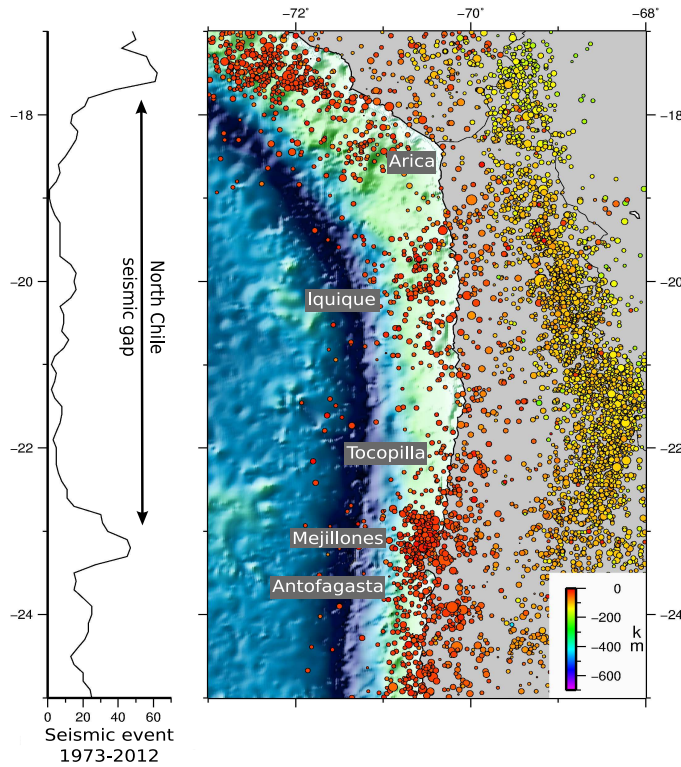 −72˚
−70˚
−68˚
−18
−20
−22
−24
−18
−20
−22
−24
North Chile
seismic gap
Arica
Iquique
Tocopilla
Mejillones
Antofagasta
0
−200
−400
−600
k
m
0
20
40
60
Seismic event
1973-2012